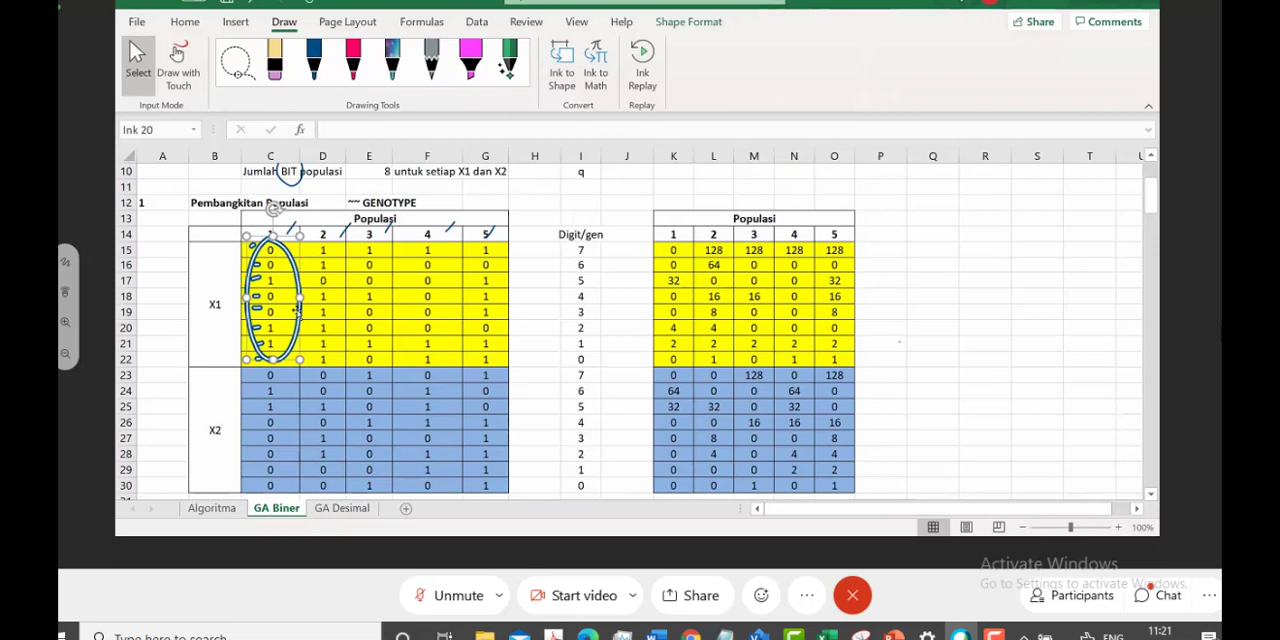 File Home Insert Draw Page Layout Formulas Data Review View Help Shape Format Share Comments
Select Draw with Touch Ink to Shape Ink to Math Ink Replay
Input Mode Drawing Tools Convert Replay
Ink 20 fx
A B C D E F G H I J K L M N O P Q R S T U
10 Jumlah BIT populasi 8 untuk setiap X1 dan X2 q
11
12 1 Pembangkitan Populasi ~~ GENOTYPE
13 Populasi Populasi
14 1 2 3 4 5 Digit/gen 1 2 3 4 5
15 0 1 1 1 1 7 0 128 128 128 128
16 0 1 0 0 0 6 0 64 0 0 0
17 1 0 0 0 1 5 32 0 0 0 32
18 X1 0 1 1 0 1 4 0 16 16 0 16
19 0 1 0 0 1 3 0 8 0 0 8
20 1 1 0 0 0 2 4 4 0 0 0
21 1 1 1 1 1 1 2 2 2 2 2
22 1 0 1 1 0 0 1 0 1 1
23 0 0 1 0 1 7 0 0 128 0 128
24 1 0 0 1 0 6 64 0 0 64 0
25 1 1 0 1 0 5 32 32 0 32 0
26 X2 0 0 1 1 1 4 0 0 16 16 16
27 0 1 0 0 1 3 0 8 0 0 8
28 0 1 0 1 1 2 0 4 0 4 4
29 0 0 0 1 1 1 0 0 0 2 2
30 0 0 1 0 1 0 0 0 1 0 1
Algoritma GA Biner GA Desimal
100%
Activate Windows
Go to Settings to activate Windows.
Unmute Start video Share Participants Chat
Type here to search ENG 11:21